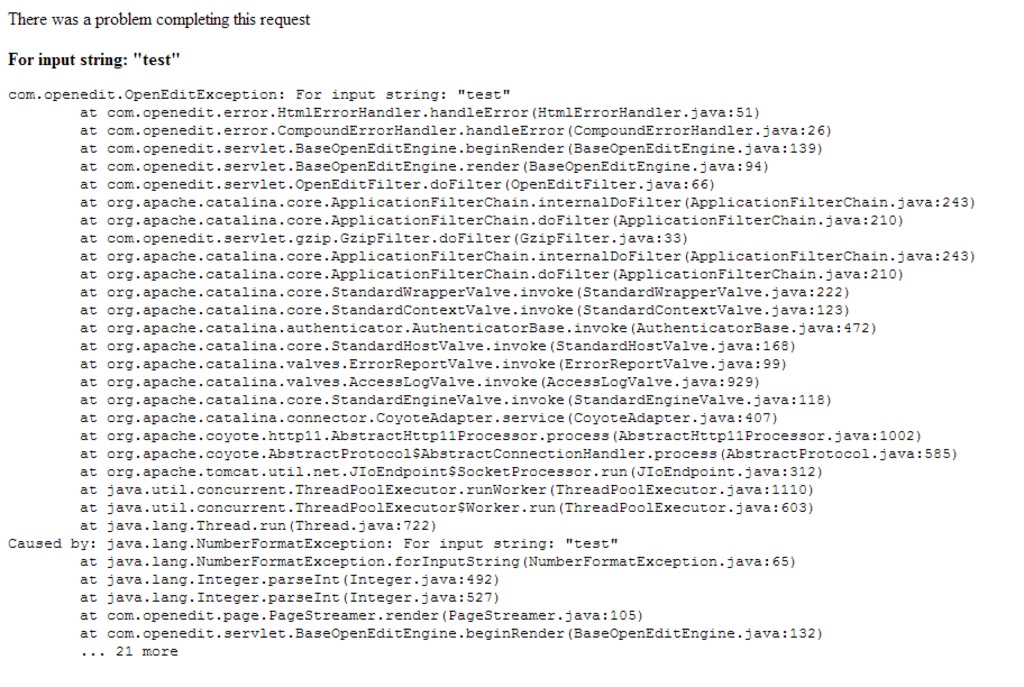 There was a problem completing this request
For input string: "test"
com.openedit.OpenEditException: For input string: "test"
at com.openedit.error.HtmlErrorHandler.handleError(HtmlErrorHandler.java:51)
at com.openedit.error.CompoundErrorHandler.handleError(CompoundErrorHandler.java:26)
at com.openedit.servlet.BaseOpenEditEngine.beginRender(BaseOpenEditEngine.java:139)
at com.openedit.servlet.BaseOpenEditEngine.render(BaseOpenEditEngine.java:94)
at com.openedit.servlet.OpenEditFilter.doFilter(OpenEditFilter.java:66)
at org.apache.catalina.core.ApplicationFilterChain.internalDoFilter(ApplicationFilterChain.java:243)
at org.apache.catalina.core.ApplicationFilterChain.doFilter(ApplicationFilterChain.java:210)
at com.openedit.servlet.gzip.GzipFilter.doFilter(GzipFilter.java:33)
at org.apache.catalina.core.ApplicationFilterChain.internalDoFilter(ApplicationFilterChain.java:243)
at org.apache.catalina.core.ApplicationFilterChain.doFilter(ApplicationFilterChain.java:210)
at org.apache.catalina.core.StandardWrapperValve.invoke(StandardWrapperValve.java:222)
at org.apache.catalina.core.StandardContextValve.invoke(StandardContextValve.java:123)
at org.apache.catalina.authenticator.AuthenticatorBase.invoke(AuthenticatorBase.java:472)
at org.apache.catalina.core.StandardHostValve.invoke(StandardHostValve.java:168)
at org.apache.catalina.valves.ErrorReportValve.invoke(ErrorReportValve.java:99)
at org.apache.catalina.valves.AccessLogValve.invoke(AccessLogValve.java:929)
at org.apache.catalina.core.StandardEngineValve.invoke(StandardEngineValve.java:118)
at org.apache.catalina.connector.CoyoteAdapter.service(CoyoteAdapter.java:407)
at org.apache.coyote.http11.AbstractHttp11Processor.process(AbstractHttp11Processor.java:1002)
at org.apache.coyote.AbstractProtocol$AbstractConnectionHandler.process(AbstractProtocol.java:585)
at org.apache.tomcat.util.net.JIoEndpoint$SocketProcessor.run(JIoEndpoint.java:312)
at java.util.concurrent.ThreadPoolExecutor.runWorker(ThreadPoolExecutor.java:1110)
at java.util.concurrent.ThreadPoolExecutor$Worker.run(ThreadPoolExecutor.java:603)
at java.lang.Thread.run(Thread.java:722)
Caused by: java.lang.NumberFormatException: For input string: "test"
at java.lang.NumberFormatException.forInputString(NumberFormatException.java:65)
at java.lang.Integer.parseInt(Integer.java:492)
at java.lang.Integer.parseInt(Integer.java:527)
at com.openedit.page.PageStreamer.render(PageStreamer.java:105)
at com.openedit.servlet.BaseOpenEditEngine.beginRender(BaseOpenEditEngine.java:132)
... 21 more